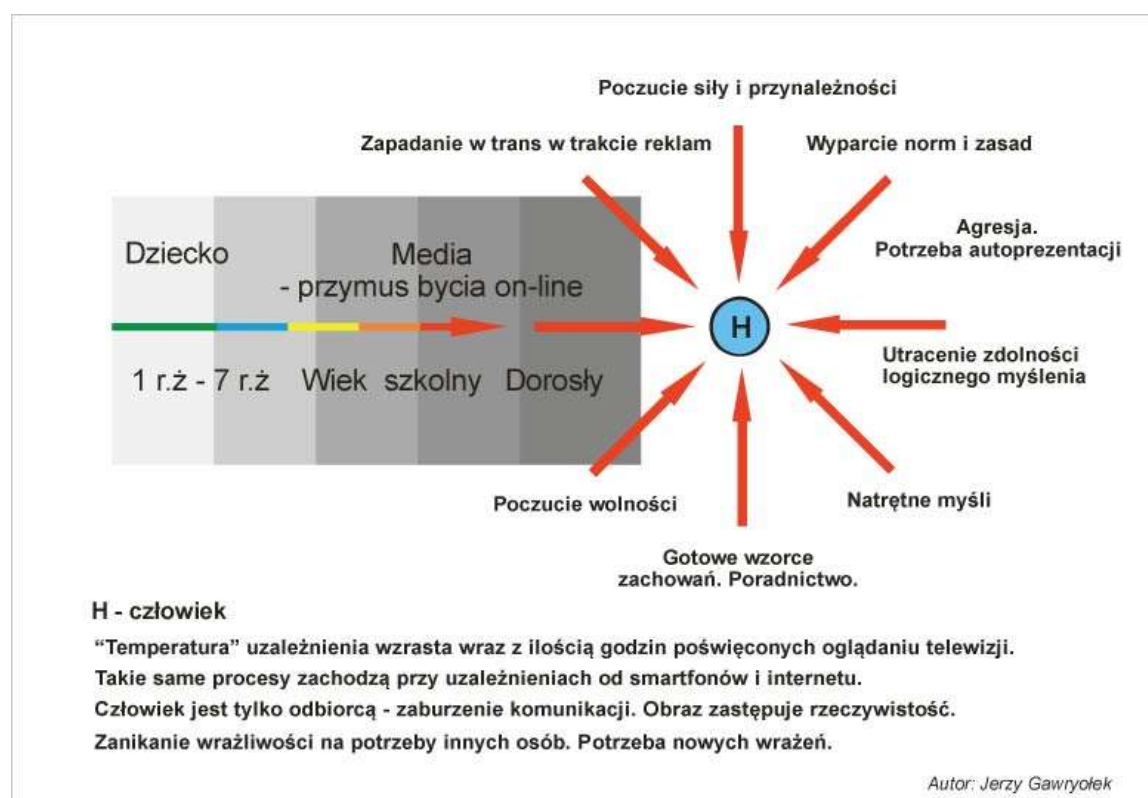 Poczucie siły i przynależności
Zapadanie w trans w trakcie reklam
Wyparcie norm i zasad
Agresja.
Potrzeba autoprezentacji
Dziecko
Media
- przymus bycia on-line
H
1 r.ż - 7 r.ż Wiek szkolny Dorosły
Utracenie zdolności
logicznego myślenia
Poczucie wolności
Natrętne myśli
Gotowe wzorce
zachowań. Poradnictwo.
H - człowiek
“Temperatura” uzależnienia wzrasta wraz z ilością godzin poświęconych oglądaniu telewizji.
Takie same procesy zachodzą przy uzależnieniach od smartfonów i internetu.
Człowiek jest tylko odbiorcą - zaburzenie komunikacji. Obraz zastępuje rzeczywistość.
Zanikanie wrażliwości na potrzeby innych osób. Potrzeba nowych wrażeń.
Autor: Jerzy Gawryołek